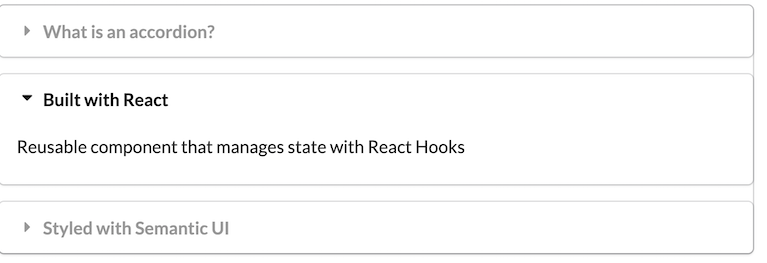 What is an accordion?
Built with React
Reusable component that manages state with React Hooks
Styled with Semantic UI